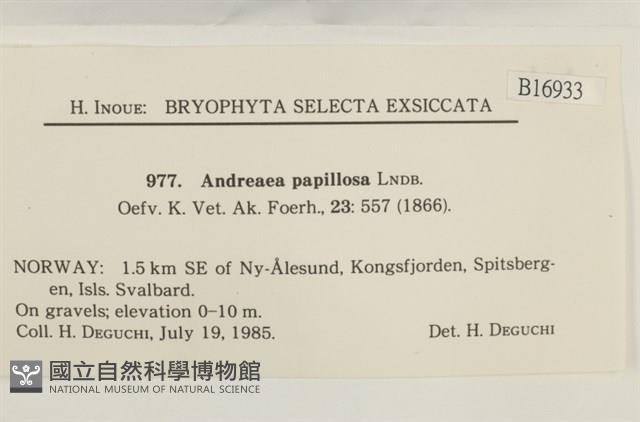 B16933
H. INOUE: BRYOPHYTA SELECTA EXSICCATA
977. Andreaea papillosa LNDB.
Oefv. K. Vet. Ak. Foerh., 23: 557 (1866).
NORWAY: 1.5 km SE of Ny-Ålesund, Kongsfjorden, Spitsberg-
en, Isls. Svalbard.
On gravels; elevation 0–10 m.
Coll. H. DEGUCHI, July 19, 1985. Det. H. DEGUCHI
國立自然科學博物館
NATIONAL MUSEUM OF NATURAL SCIENCE